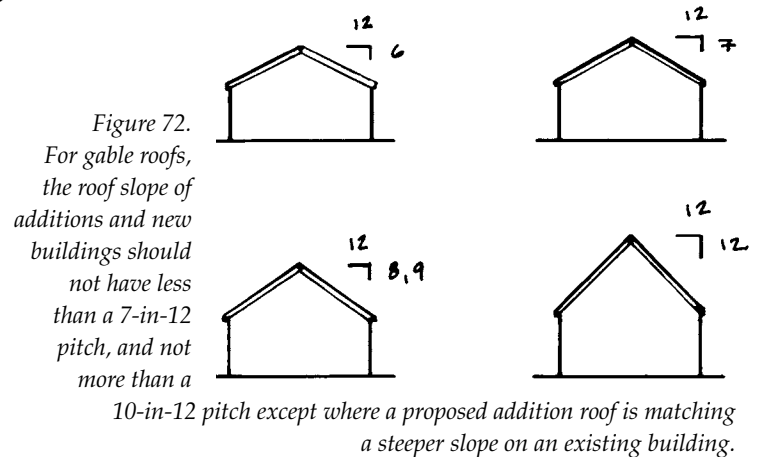 12
6
12
7
Figure 72.
For gable roofs,
the roof slope of
additions and new
buildings should
not have less
than a 7-in-12
pitch, and not
more than a
12
8,9
12
12
10-in-12 pitch except where a proposed addition roof is matching
a steeper slope on an existing building.